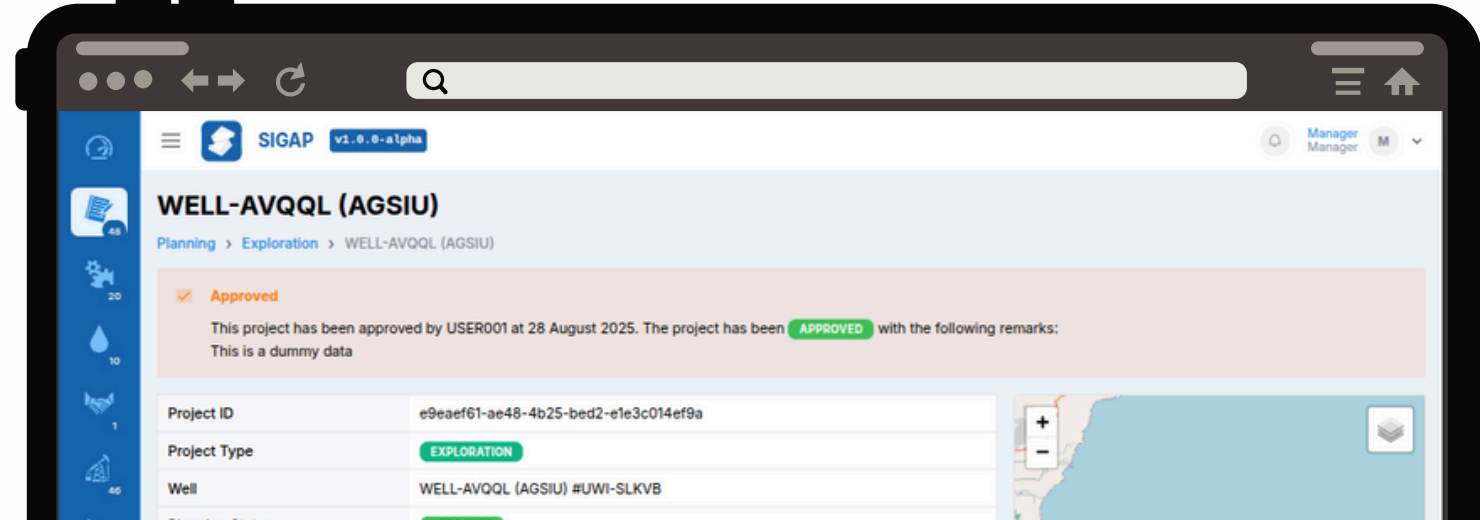 SIGAP v1.0.0-alpha
Manager
Manager
M
48
20
10
1
46
WELL-AVQQL (AGSIU)
Planning > Exploration > WELL-AVQQL (AGSIU)
Approved
This project has been approved by USER001 at 28 August 2025. The project has been APPROVED with the following remarks:
This is a dummy data
Project ID e9eaef61-ae48-4b25-bed2-e1e3c014ef9a
Project Type EXPLORATION
Well WELL-AVQQL (AGSIU) #UWI-SLKVB
+
−